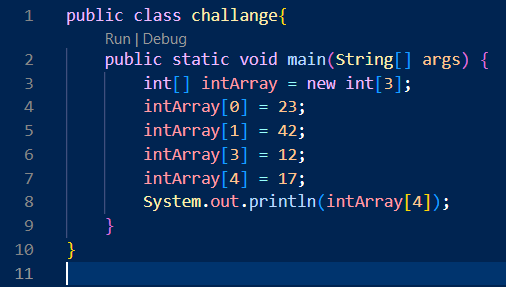 1 public class challange{
Run | Debug
2 public static void main(String[] args) {
3 int[] intArray = new int[3];
4 intArray[0] = 23;
5 intArray[1] = 42;
6 intArray[3] = 12;
7 intArray[4] = 17;
8 System.out.println(intArray[4]);
9 }
10 }
11